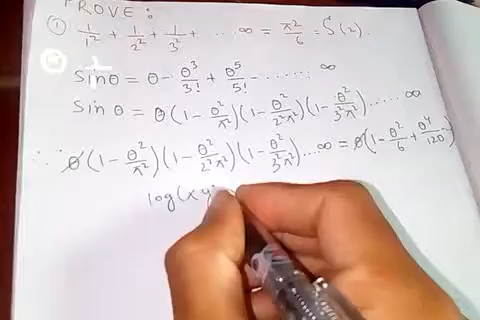 PROVE :
① 1/1² + 1/2² + 1/3² + ...... ∞ = π²/6 = ζ(2).
sinθ = θ - θ³/3! + θ⁵/5! - ...... ∞
Sin θ = θ(1 - θ²/π²)(1 - θ²/2²π²)(1 - θ²/3²π²)..... ∞
∴ θ(1 - θ²/π²)(1 - θ²/2²π²)(1 - θ²/3²π²)....∞ = θ(1 - θ²/6 + θ⁴/120 ..)
log(xy